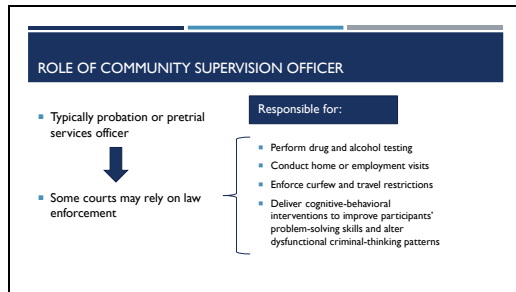 ROLE OF COMMUNITY SUPERVISION OFFICER
Typically probation or pretrial
services officer
Some courts may rely on law
enforcement
Responsible for:
Perform drug and alcohol testing
Conduct home or employment visits
Enforce curfew and travel restrictions
Deliver cognitive-behavioral
interventions to improve participants'
problem-solving skills and alter
dysfunctional criminal-thinking patterns